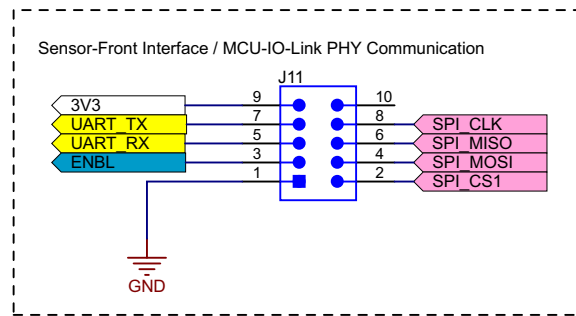 Sensor-Front Interface / MCU-IO-Link PHY Communication
J11
3V3 9 10
UART_TX 7 8 SPI_CLK
UART_RX 5 6 SPI_MISO
ENBL 3 4 SPI_MOSI
1 2 SPI_CS1
GND